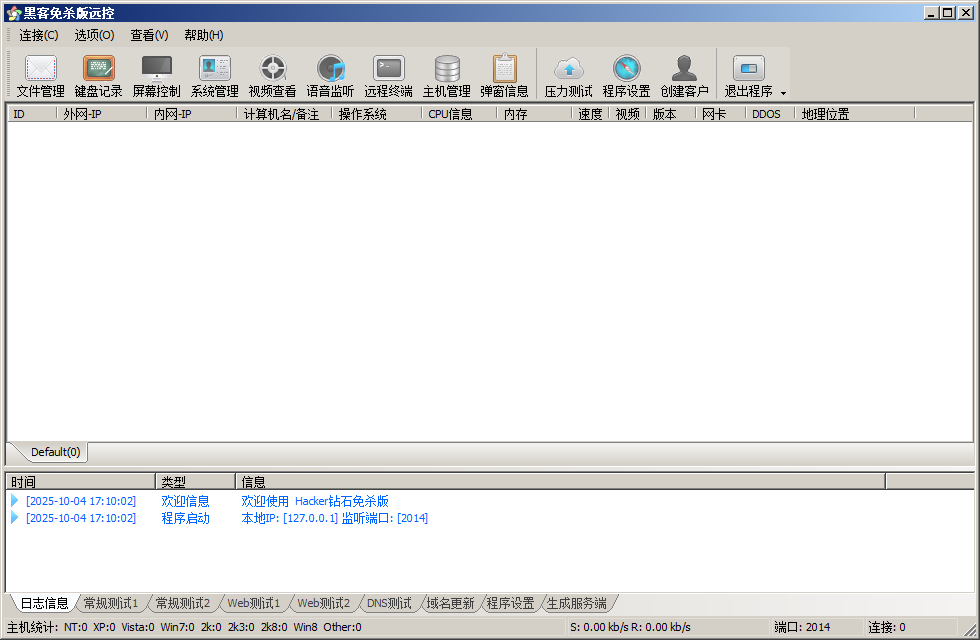 黑客免杀版远控
连接(C) 选项(O) 查看(V) 帮助(H)
文件管理 键盘记录 屏幕控制 系统管理 视频查看 语音监听 远程终端 主机管理 弹窗信息 压力测试 程序设置 创建客户 退出程序
ID 外网-IP 内网-IP 计算机名/备注 操作系统 CPU信息 内存 速度 视频 版本 网卡 DDOS 地理位置
Default(0)
时间 类型 信息
[2025-10-04 17:10:02] 欢迎信息 欢迎使用 Hacker钻石免杀版
[2025-10-04 17:10:02] 程序启动 本地IP: [127.0.0.1] 监听端口: [2014]
日志信息 常规测试1 常规测试2 Web测试1 Web测试2 DNS测试 域名更新 程序设置 生成服务端
主机统计: NT:0 XP:0 Vista:0 Win7:0 2k:0 2k3:0 2k8:0 Win8 Other:0 S: 0.00 kb/s R: 0.00 kb/s 端口: 2014 连接: 0